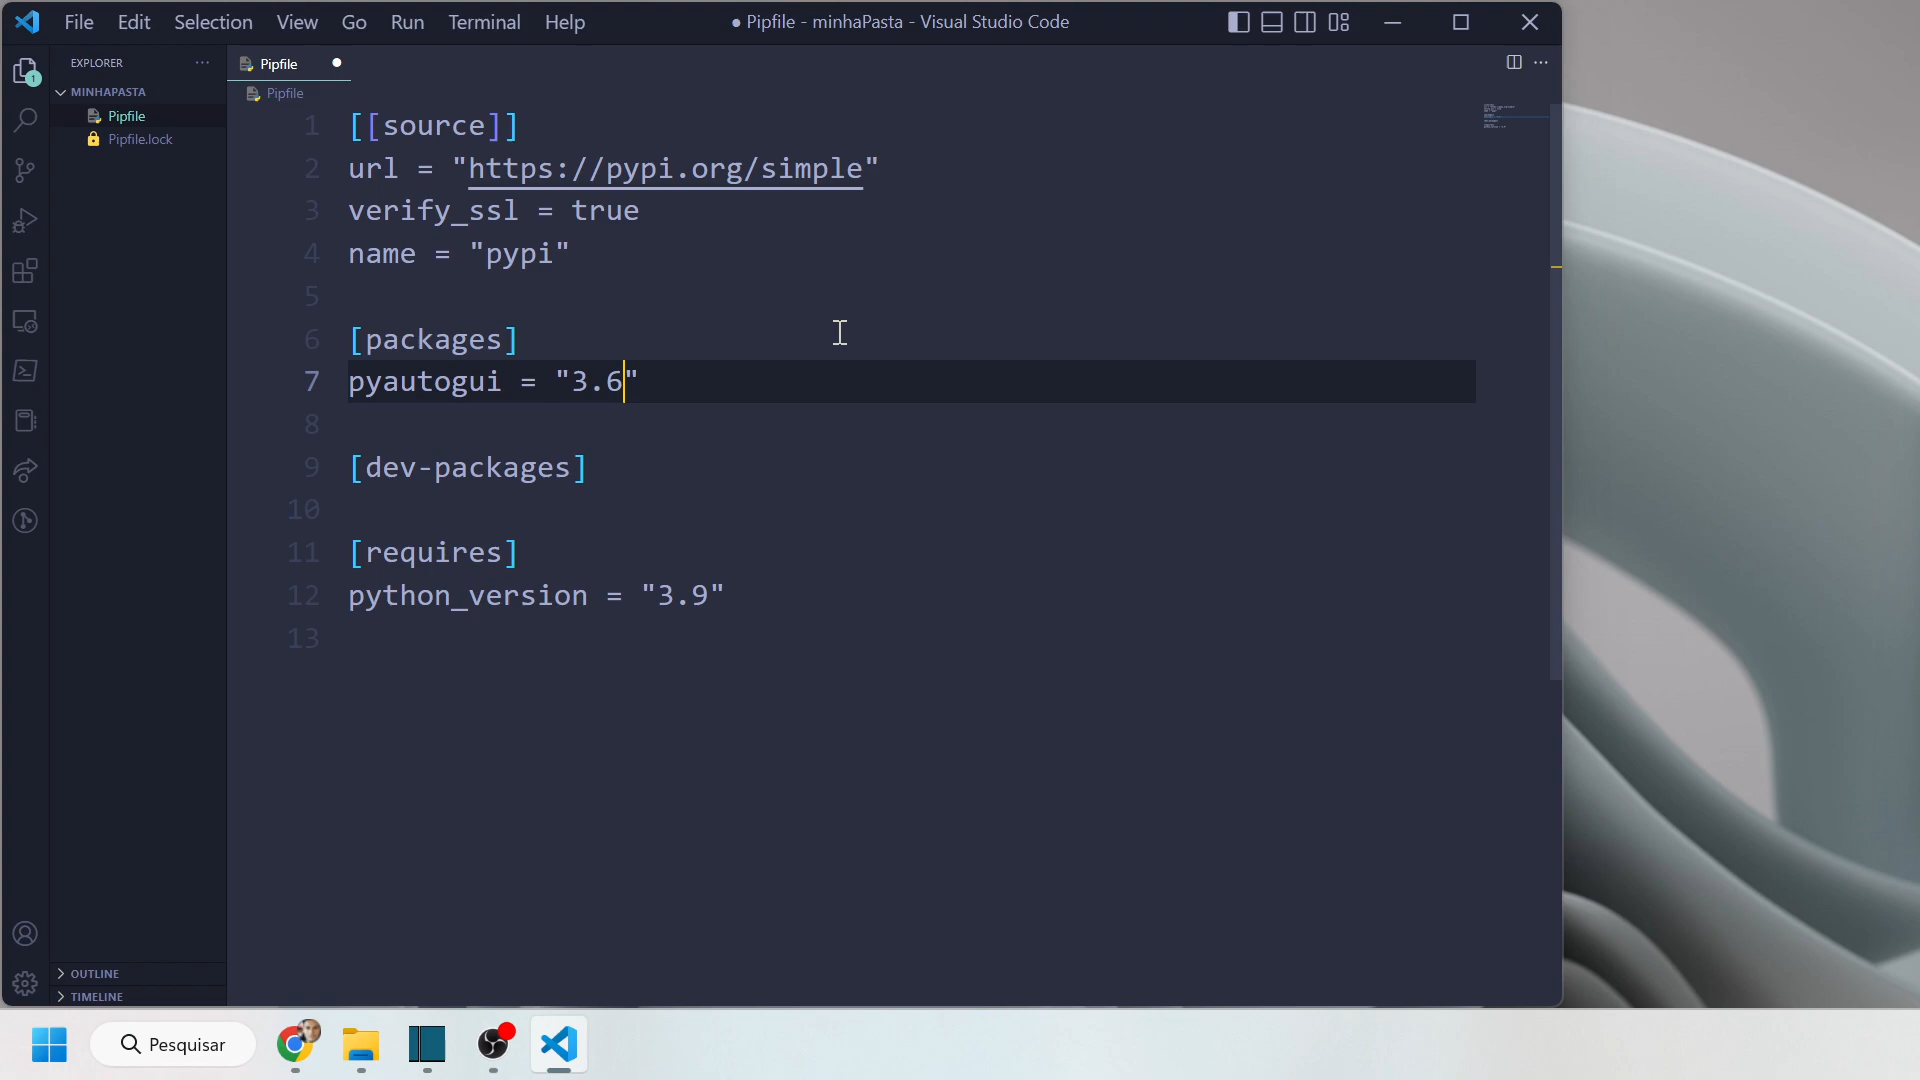 File Edit Selection View Go Run Terminal Help
● Pipfile - minhaPasta - Visual Studio Code
EXPLORER
MINHAPASTA
Pipfile
Pipfile.lock
OUTLINE
TIMELINE
1
Pipfile
Pipfile
1 [[source]]
2 url = "https://pypi.org/simple"
3 verify_ssl = true
4 name = "pypi"
5
6 [packages]
7 pyautogui = "3.6"
8
9 [dev-packages]
10
11 [requires]
12 python_version = "3.9"
13
Pesquisar